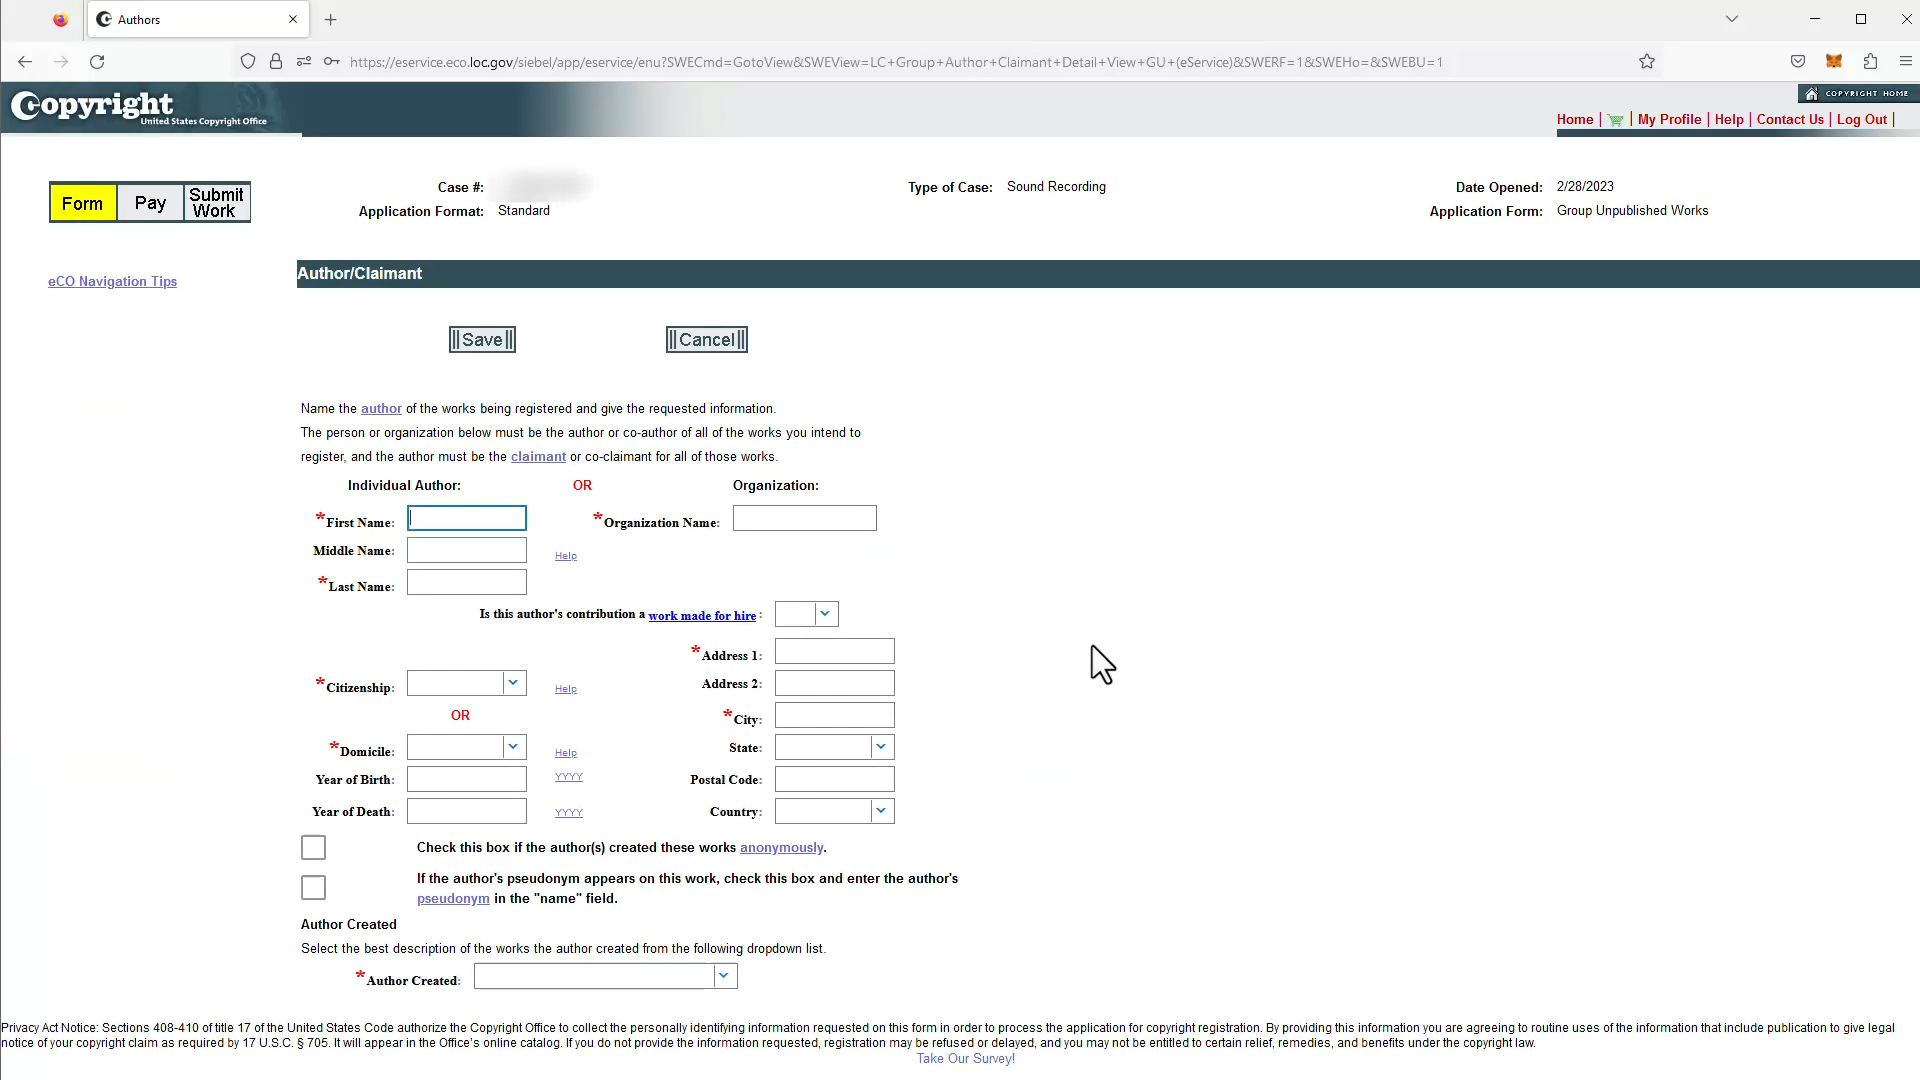 Authors
https://eservice.eco.loc.gov/siebel/app/eservice/enu?SWECmd=GotoView&SWEView=LC+Group+Author+Claimant+Detail+View+GU+(eService)&SWERF=1&SWEHo=&SWEBU=1
Copyright
United States Copyright Office
COPYRIGHT HOME
Home | | My Profile | Help | Contact Us | Log Out |
Form Pay Submit Work
Case #:
Type of Case: Sound Recording
Date Opened: 2/28/2023
Application Format: Standard
Application Form: Group Unpublished Works
eCO Navigation Tips
Author/Claimant
||Save||
||Cancel||
Name the author of the works being registered and give the requested information.
The person or organization below must be the author or co-author of all of the works you intend to
register, and the author must be the claimant or co-claimant for all of those works.
Individual Author: OR Organization:
*First Name: *Organization Name:
Middle Name: Help
*Last Name:
Is this author's contribution a work made for hire :
*Address 1:
*Citizenship: Help Address 2:
OR *City:
*Domicile: Help State:
Year of Birth: YYYY Postal Code:
Year of Death: YYYY Country:
Check this box if the author(s) created these works anonymously.
If the author's pseudonym appears on this work, check this box and enter the author's
pseudonym in the "name" field.
Author Created
Select the best description of the works the author created from the following dropdown list.
*Author Created:
Privacy Act Notice: Sections 408-410 of title 17 of the United States Code authorize the Copyright Office to collect the personally identifying information requested on this form in order to process the application for copyright registration. By providing this information you are agreeing to routine uses of the information that include publication to give legal
notice of your copyright claim as required by 17 U.S.C. § 705. It will appear in the Office's online catalog. If you do not provide the information requested, registration may be refused or delayed, and you may not be entitled to certain relief, remedies, and benefits under the copyright law.
Take Our Survey!